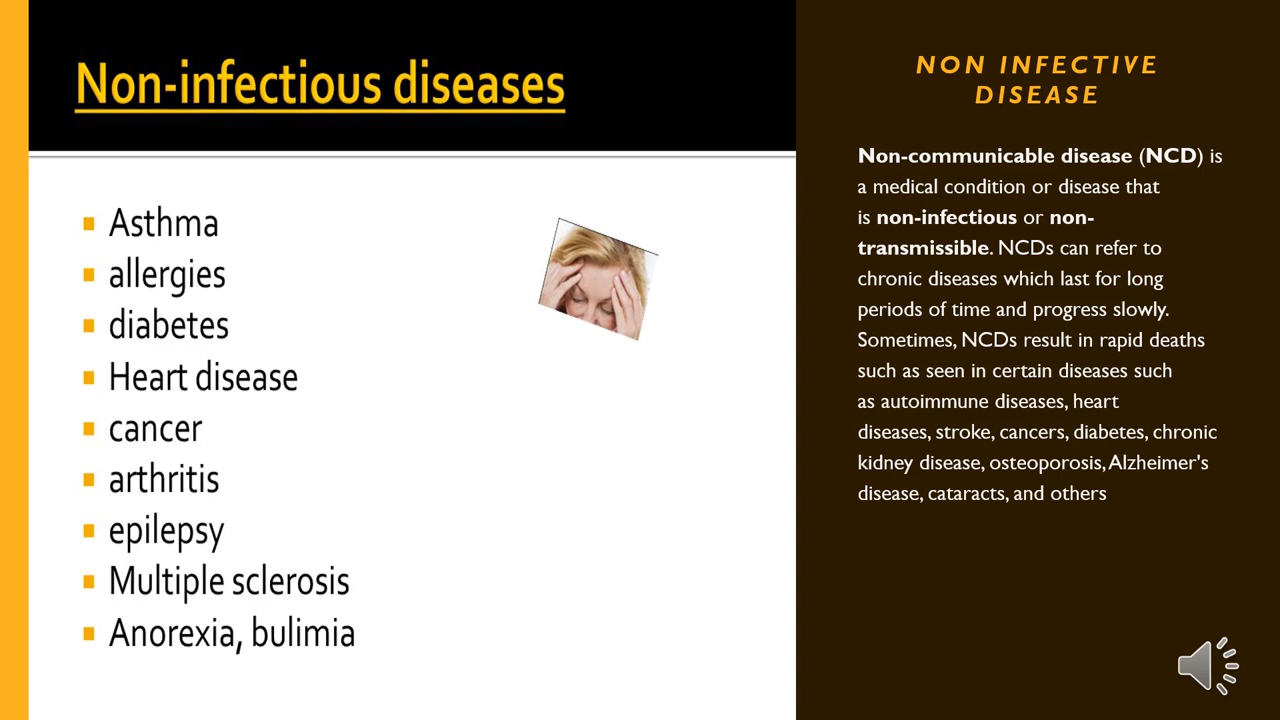 Non-infectious diseases
Asthma
allergies
diabetes
Heart disease
cancer
arthritis
epilepsy
Multiple sclerosis
Anorexia, bulimia
NON INFECTIVE
DISEASE
Non-communicable disease (NCD) is
a medical condition or disease that
is non-infectious or non-
transmissible. NCDs can refer to
chronic diseases which last for long
periods of time and progress slowly.
Sometimes, NCDs result in rapid deaths
such as seen in certain diseases such
as autoimmune diseases, heart
diseases, stroke, cancers, diabetes, chronic
kidney disease, osteoporosis, Alzheimer's
disease, cataracts, and others